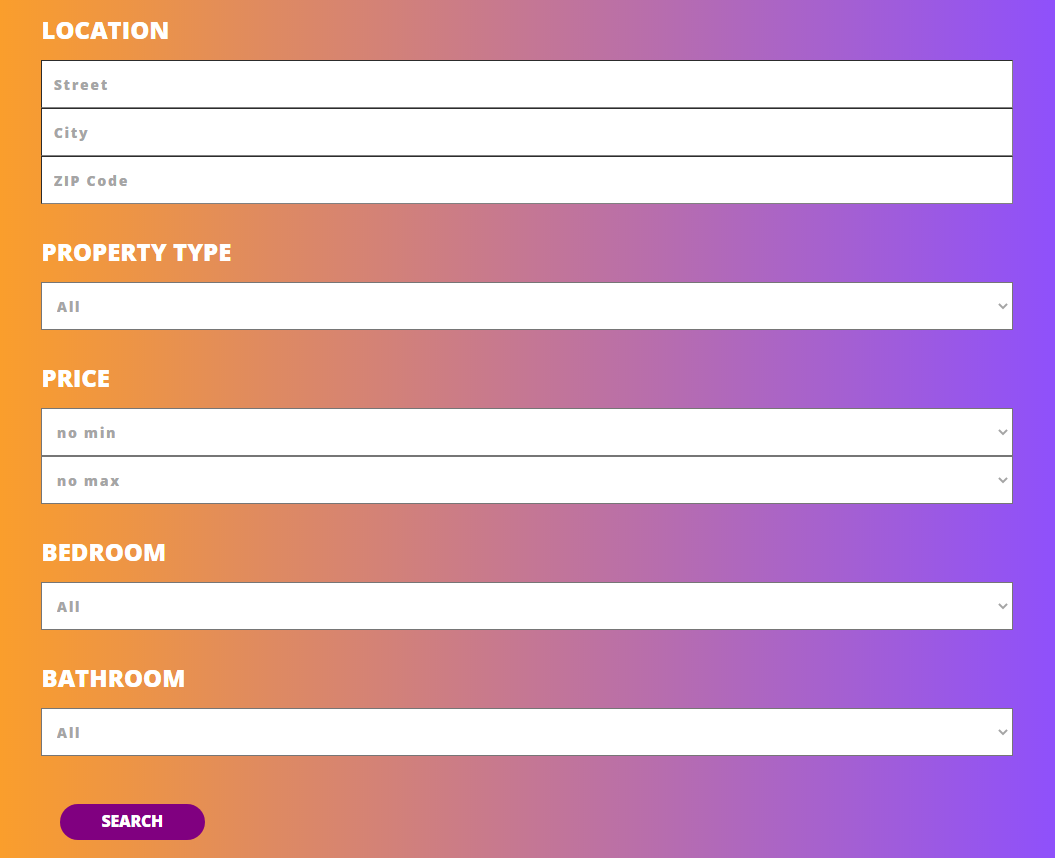 LOCATION
Street
City
ZIP Code
PROPERTY TYPE
All
PRICE
no min
no max
BEDROOM
All
BATHROOM
All
SEARCH